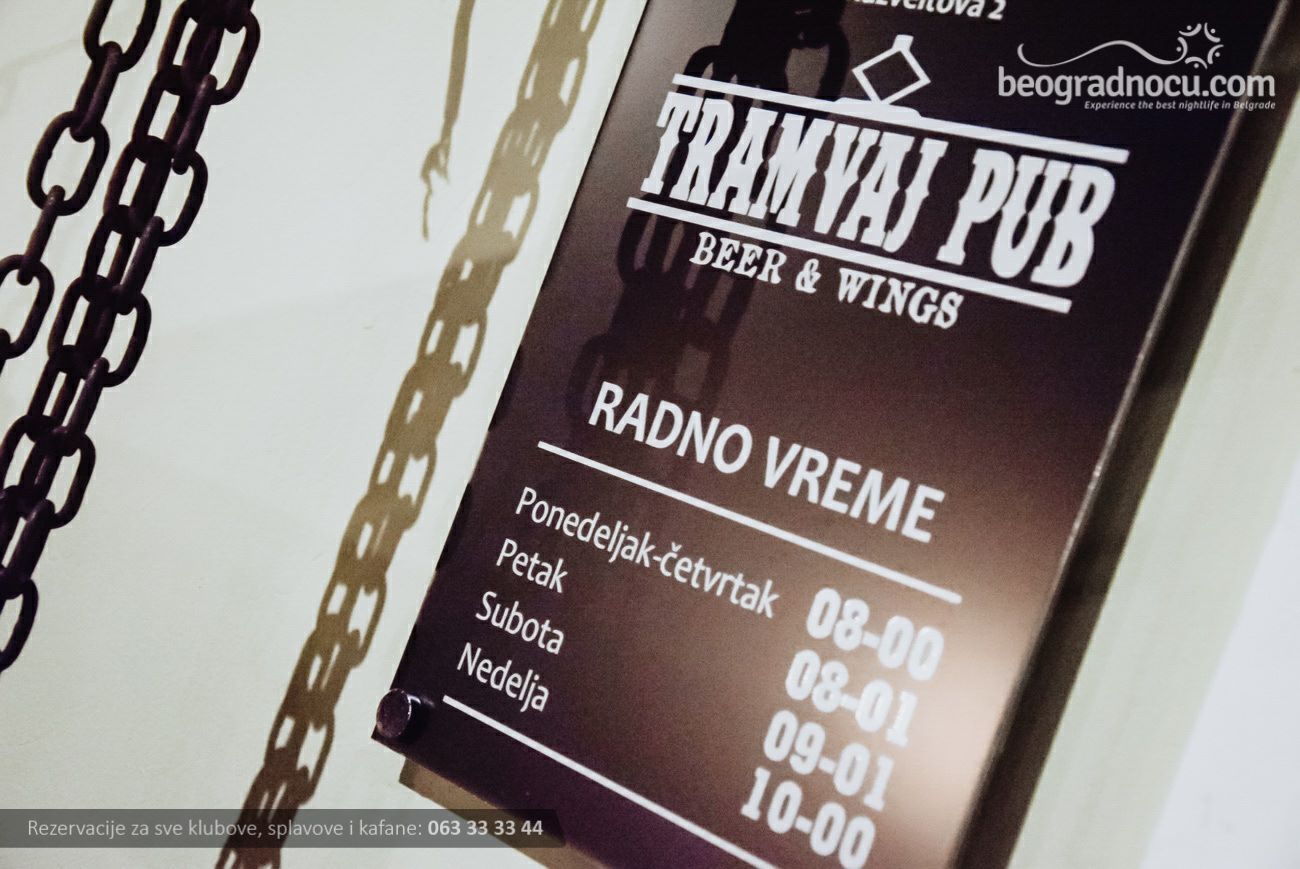 2
TRAMVAJ PUB
BEER & WINGS
RADNO VREME
Ponedeljak-četvrtak 08-00
Petak 08-01
Subota 09-01
Nedelja 10-00
beogradnocu.com
Experience the best nightlife in Belgrade
Rezervacije za sve klubove, splavove i kafane: 063 33 33 44